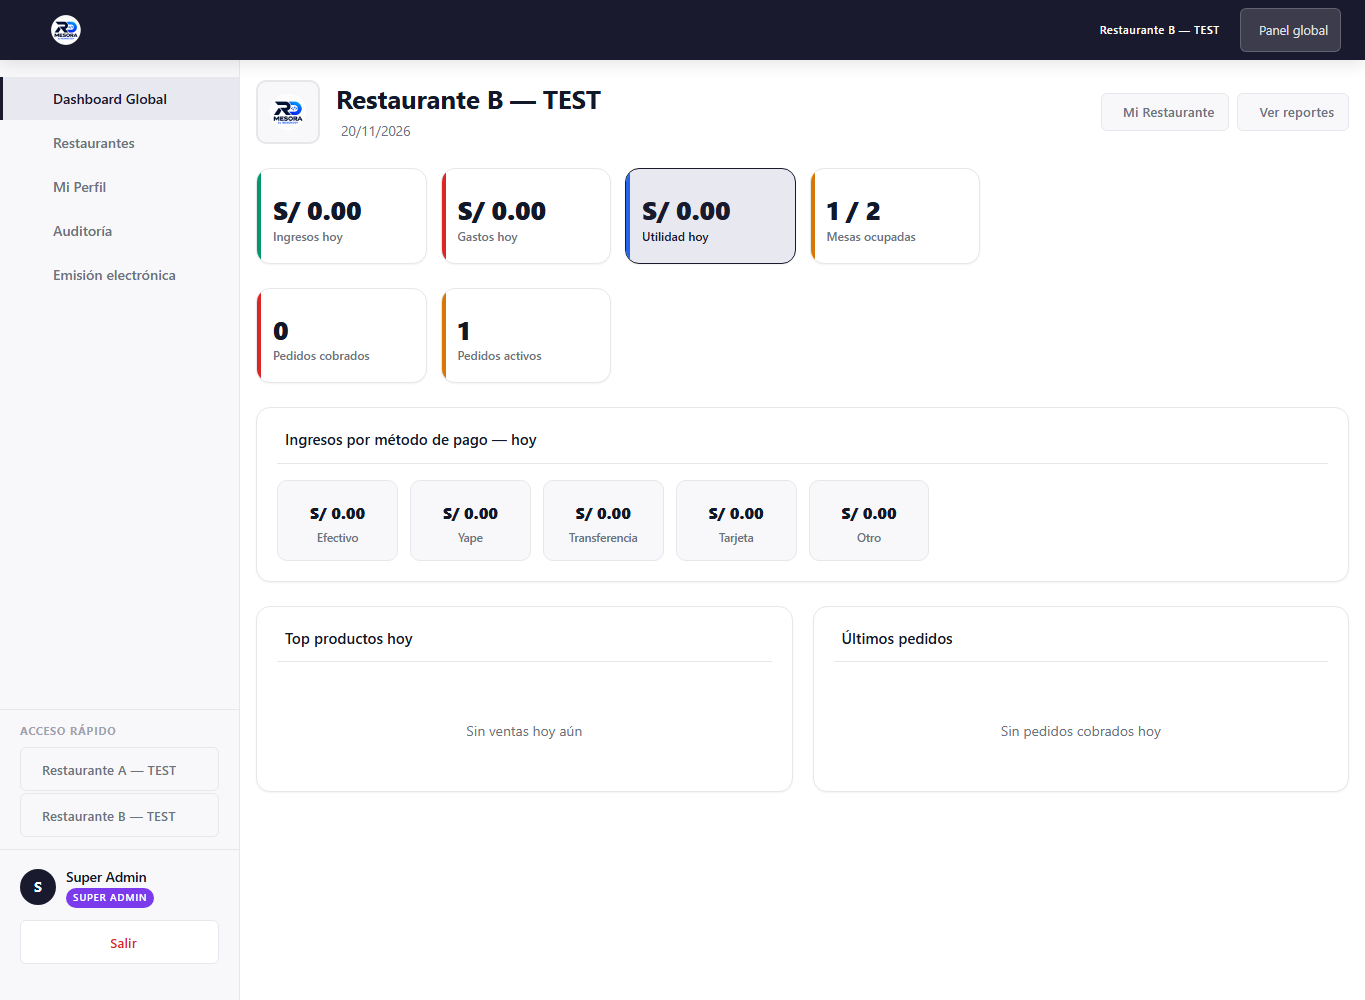 RD
MESORA
Restaurante B — TEST
Panel global
Dashboard Global
Restaurantes
Mi Perfil
Auditoría
Emisión electrónica
ACCESO RÁPIDO
Restaurante A — TEST
Restaurante B — TEST
S
Super Admin
SUPER ADMIN
Salir
RD
MESORA
Restaurante B — TEST
20/11/2026
Mi Restaurante
Ver reportes
S/ 0.00
Ingresos hoy
S/ 0.00
Gastos hoy
S/ 0.00
Utilidad hoy
1 / 2
Mesas ocupadas
0
Pedidos cobrados
1
Pedidos activos
Ingresos por método de pago — hoy
S/ 0.00
Efectivo
S/ 0.00
Yape
S/ 0.00
Transferencia
S/ 0.00
Tarjeta
S/ 0.00
Otro
Top productos hoy
Sin ventas hoy aún
Últimos pedidos
Sin pedidos cobrados hoy